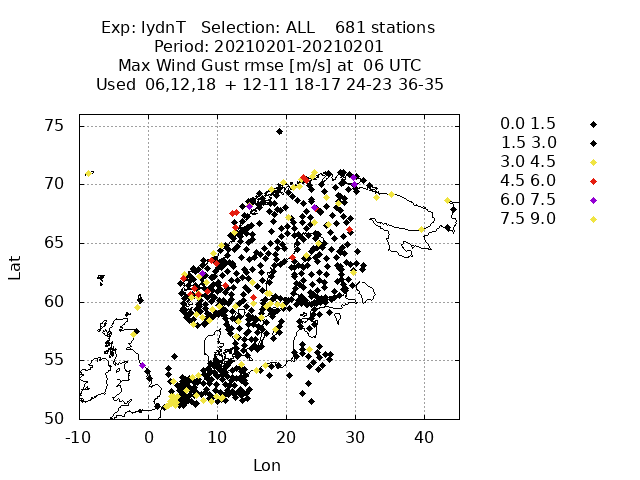 Exp: lydnT Selection: ALL 681 stations
Period: 20210201-20210201
Max Wind Gust rmse [m/s] at 06 UTC
Used 06,12,18 + 12-11 18-17 24-23 36-35
75
70
65
60
55
50
-10 0 10 20 30 40
Lat
Lon
0.0 1.5
1.5 3.0
3.0 4.5
4.5 6.0
6.0 7.5
7.5 9.0